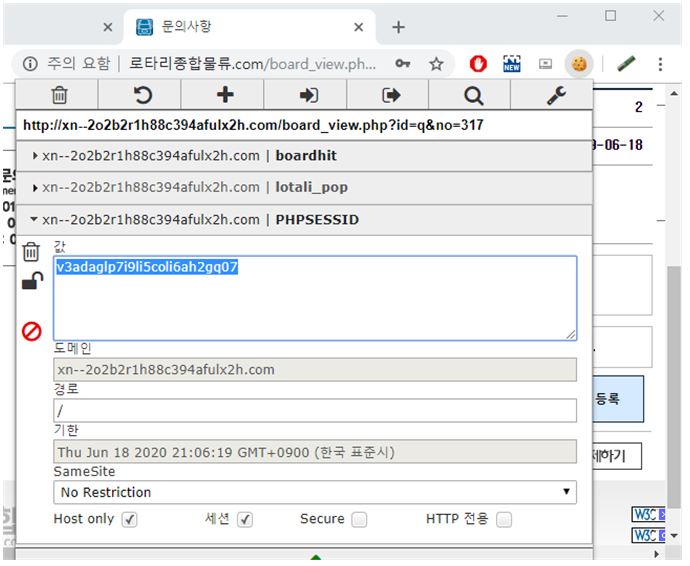 문의사항
주의 요함 | 로타리종합물류.com/board_view.ph...
NEW
2
http://xn--2o2b2r1h88c394afulx2h.com/board_view.php?id=q&no=317
9-06-18
xn--2o2b2r1h88c394afulx2h.com | boardhit
xn--2o2b2r1h88c394afulx2h.com | lotali_pop
xn--2o2b2r1h88c394afulx2h.com | PHPSESSID
값
v3adaglp7i9li5coli6ah2gq07
도메인
xn--2o2b2r1h88c394afulx2h.com
경로
/
등록
기한
Thu Jun 18 2020 21:06:19 GMT+0900 (한국 표준시)
제하기
SameSite
No Restriction
Host only 세션 Secure HTTP 전용
W3C
W3C